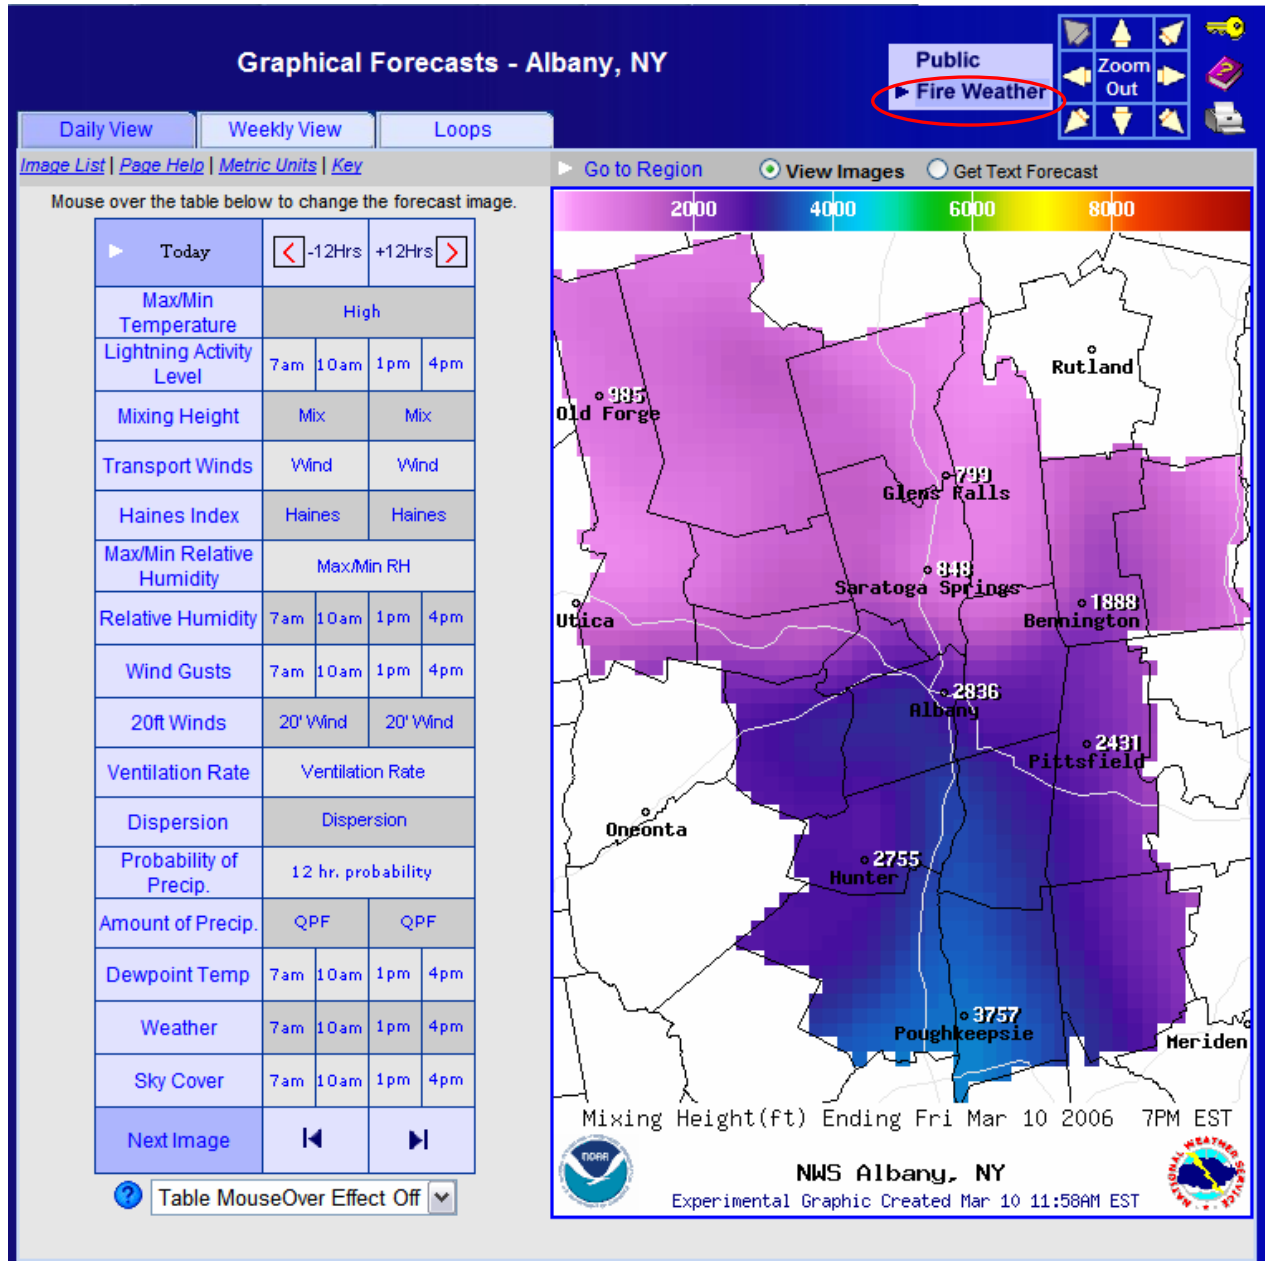 Graphical Forecasts - Albany, NY
Public
Fire Weather
Zoom
Out
Daily View
Weekly View
Loops
Image List | Page Help | Metric Units | Key
Go to Region
View Images
Get Text Forecast
Mouse over the table below to change the forecast image.
Today
-12Hrs
+12Hrs
Max/Min
Temperature
High
Lightning Activity
Level
7am 10am 1pm 4pm
Mixing Height
Mix Mix
Transport Winds
Wind Wind
Haines Index
Haines Haines
Max/Min Relative
Humidity
Max/Min RH
Relative Humidity
7am 10am 1pm 4pm
Wind Gusts
7am 10am 1pm 4pm
20ft Winds
20' Wind 20' Wind
Ventilation Rate
Ventilation Rate
Dispersion
Dispersion
Probability of
Precip.
12 hr. probability
Amount of Precip.
QPF QPF
Dewpoint Temp
7am 10am 1pm 4pm
Weather
7am 10am 1pm 4pm
Sky Cover
7am 10am 1pm 4pm
Next Image
Table MouseOver Effect Off
2000 4000 6000 8000
Rutland
985
Old Forge
799
Glens Falls
848
Saratoga Springs
Utica
1888
Bennington
2836
Albany
2431
Pittsfield
Oneonta
2755
Hunter
3757
Poughkeepsie
Meriden
Mixing Height(ft) Ending Fri Mar 10 2006 7PM EST
NOAA
NWS Albany, NY
NATIONAL WEATHER SERVICE
Experimental Graphic Created Mar 10 11:58AM EST